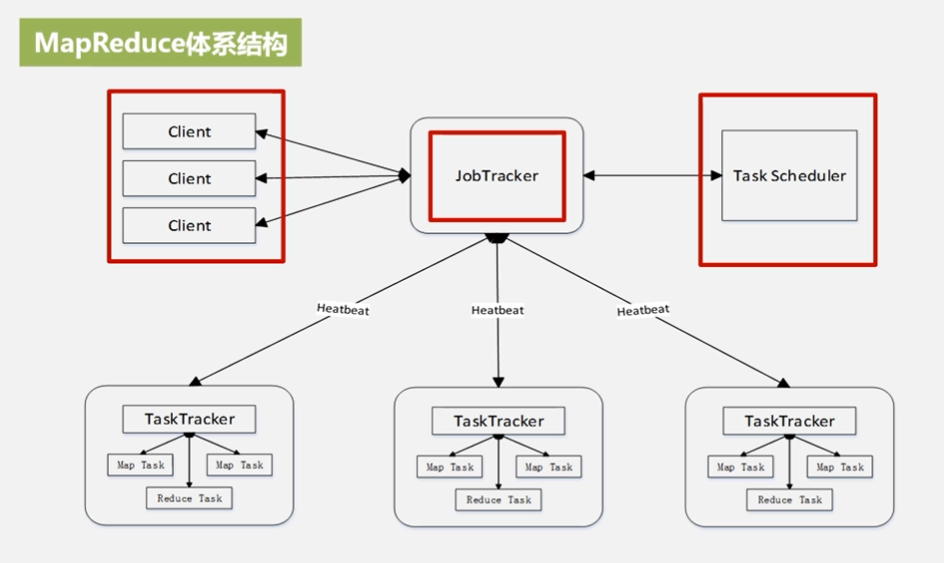 MapReduce体系结构
Client
Client
Client
JobTracker
Task Scheduler
Heatbeat
Heatbeat
Heatbeat
TaskTracker
Map Task
Map Task
Reduce Task
TaskTracker
Map Task
Map Task
Reduce Task
TaskTracker
Map Task
Map Task
Reduce Task